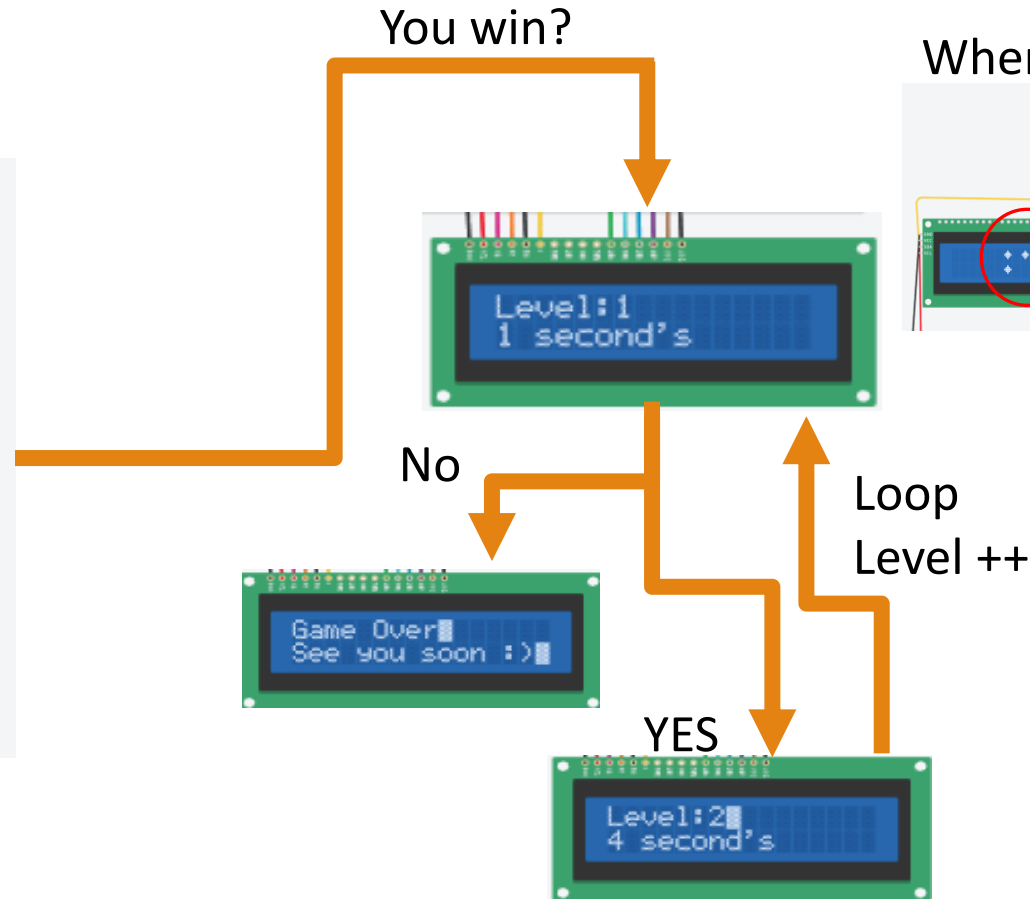 You win?
Level:1
1 second's
No
Loop
Level ++
Game Over
See you soon :)
YES
Level:2
4 second's